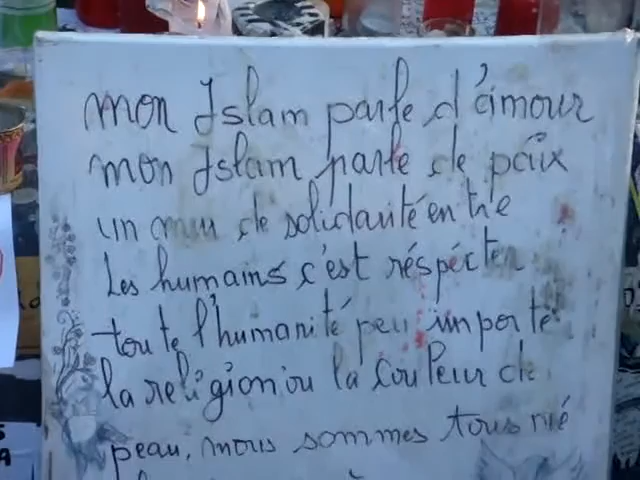 mon Islam parle d'amour
mon Islam parle de paix
un mur de solidarité entre
Les humains c'est réspécter
toute l'humanité peu importe
la religion ou la couleur de
peau, nous sommes tous né